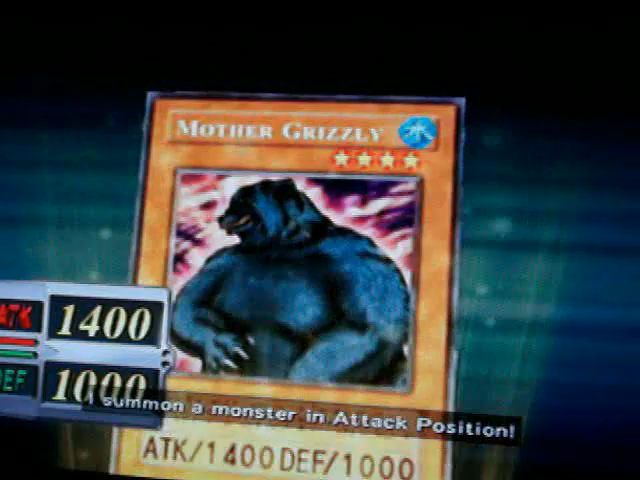 MOTHER GRIZZLY
ATK 1400
DEF 1000
I summon a monster in Attack Position!
ATK/1400 DEF/1000